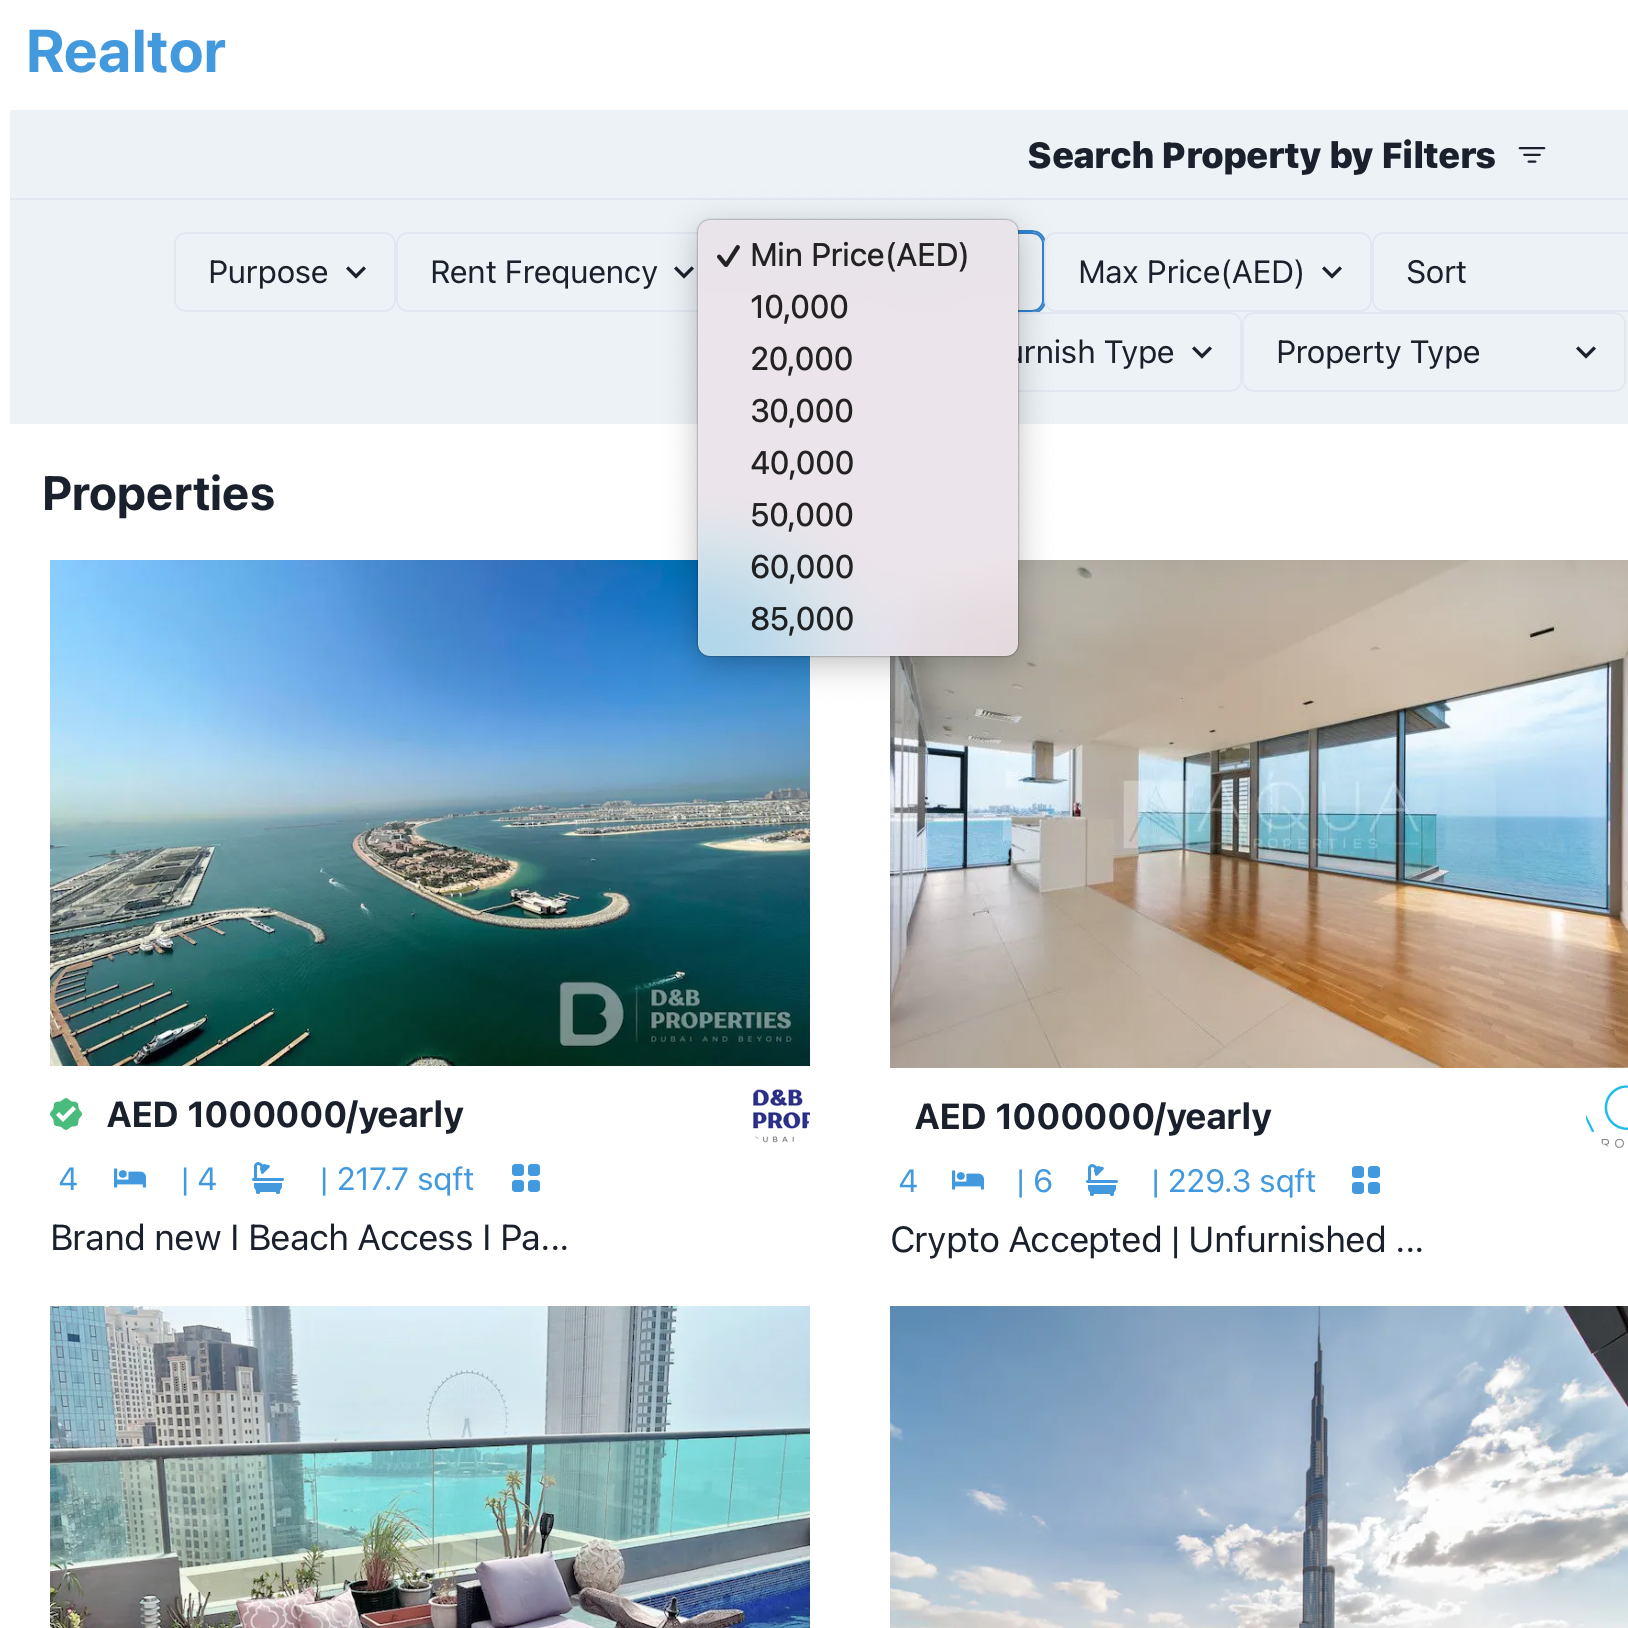 Realtor
Search Property by Filters
Purpose
Rent Frequency
✓ Min Price(AED)
10,000
20,000
30,000
40,000
50,000
60,000
85,000
Max Price(AED)
Sort
Type
Property Type
Properties
D&B
PROPERTIES
DUBAI AND BEYOND
AQUA
PROPERTIES
AED 1000000/yearly
D&B
4 | 4 | 217.7 sqft
Brand new I Beach Access I Pa...
AED 1000000/yearly
4 | 6 | 229.3 sqft
Crypto Accepted | Unfurnished ...